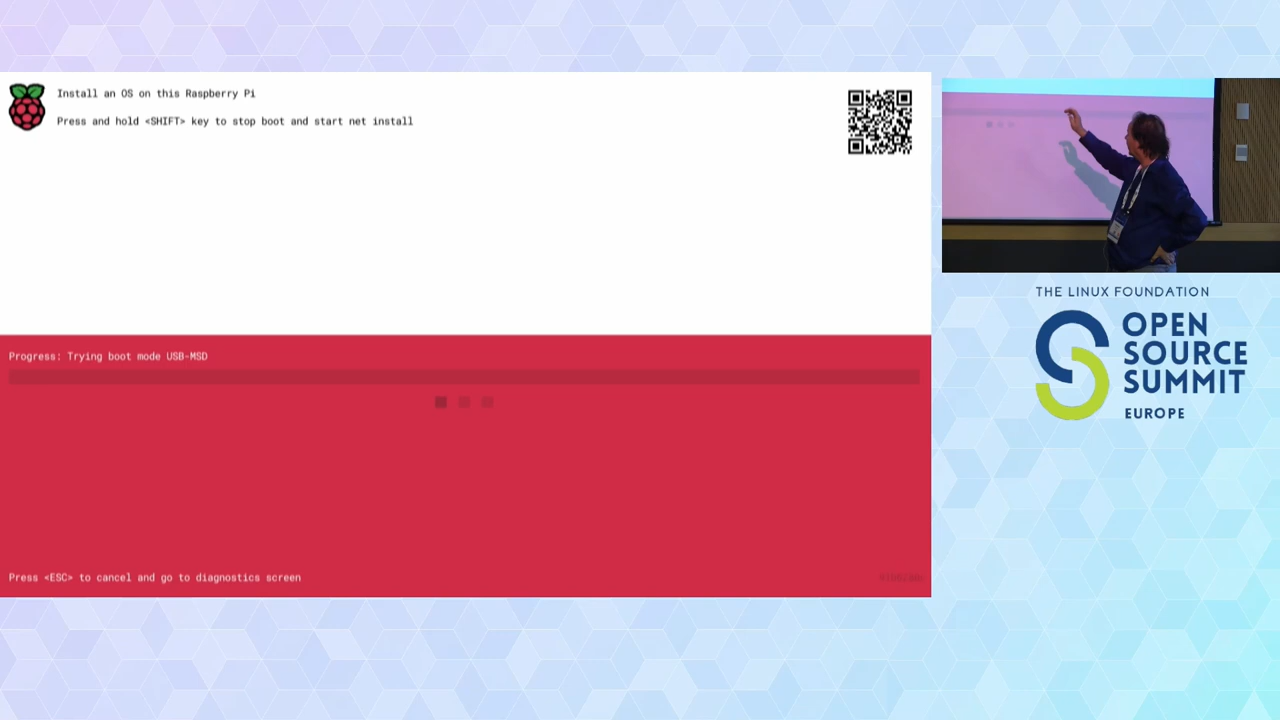 Install an OS on this Raspberry Pi
Press and hold <SHIFT> key to stop boot and start net install
Progress: Trying boot mode USB-MSD
Press <ESC> to cancel and go to diagnostics screen
THE LINUX FOUNDATION
OPEN
SOURCE
SUMMIT
EUROPE